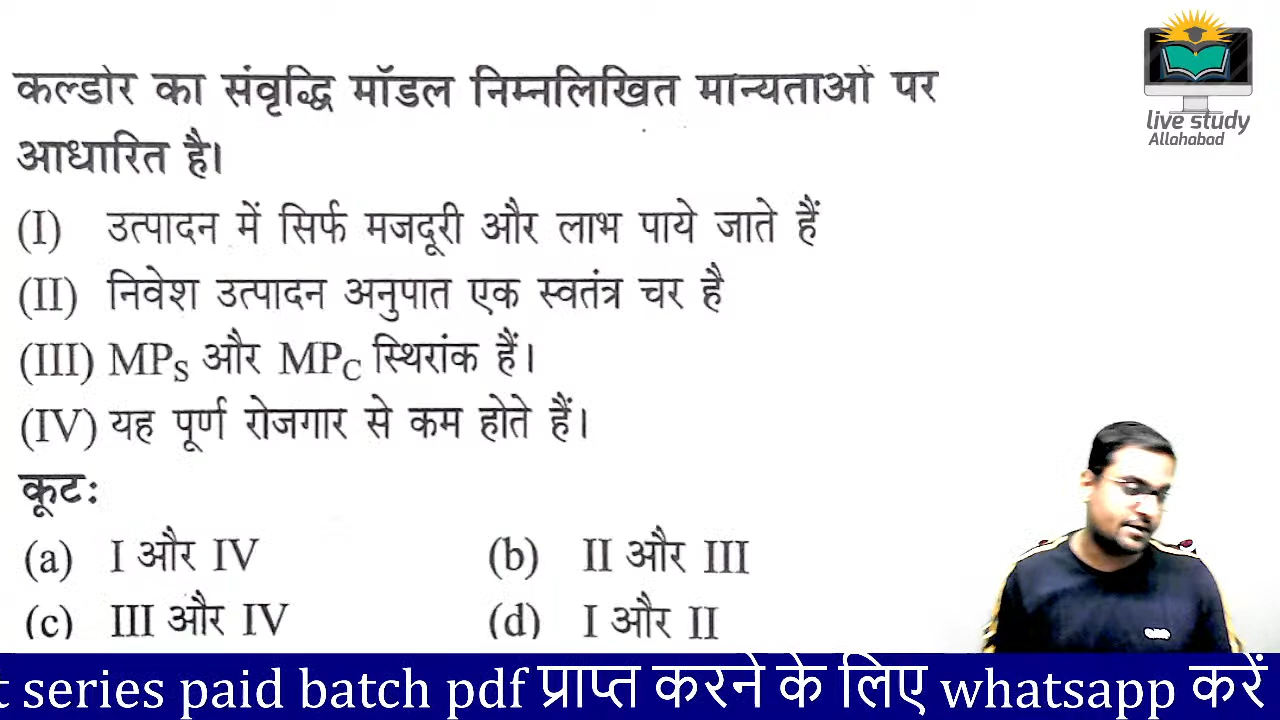 live study
Allahabad
कल्डोर का संवृद्धि मॉडल निम्नलिखित मान्यताओं पर
आधारित है।
(I) उत्पादन में सिर्फ मजदूरी और लाभ पाये जाते हैं
(II) निवेश उत्पादन अनुपात एक स्वतंत्र चर है
(III) MPS और MPC स्थिरांक हैं।
(IV) यह पूर्ण रोजगार से कम होते हैं।
कूटः
(a) I और IV (b) II और III
(c) III और IV (d) I और II
t series paid batch pdf प्राप्त करने के लिए whatsapp करें